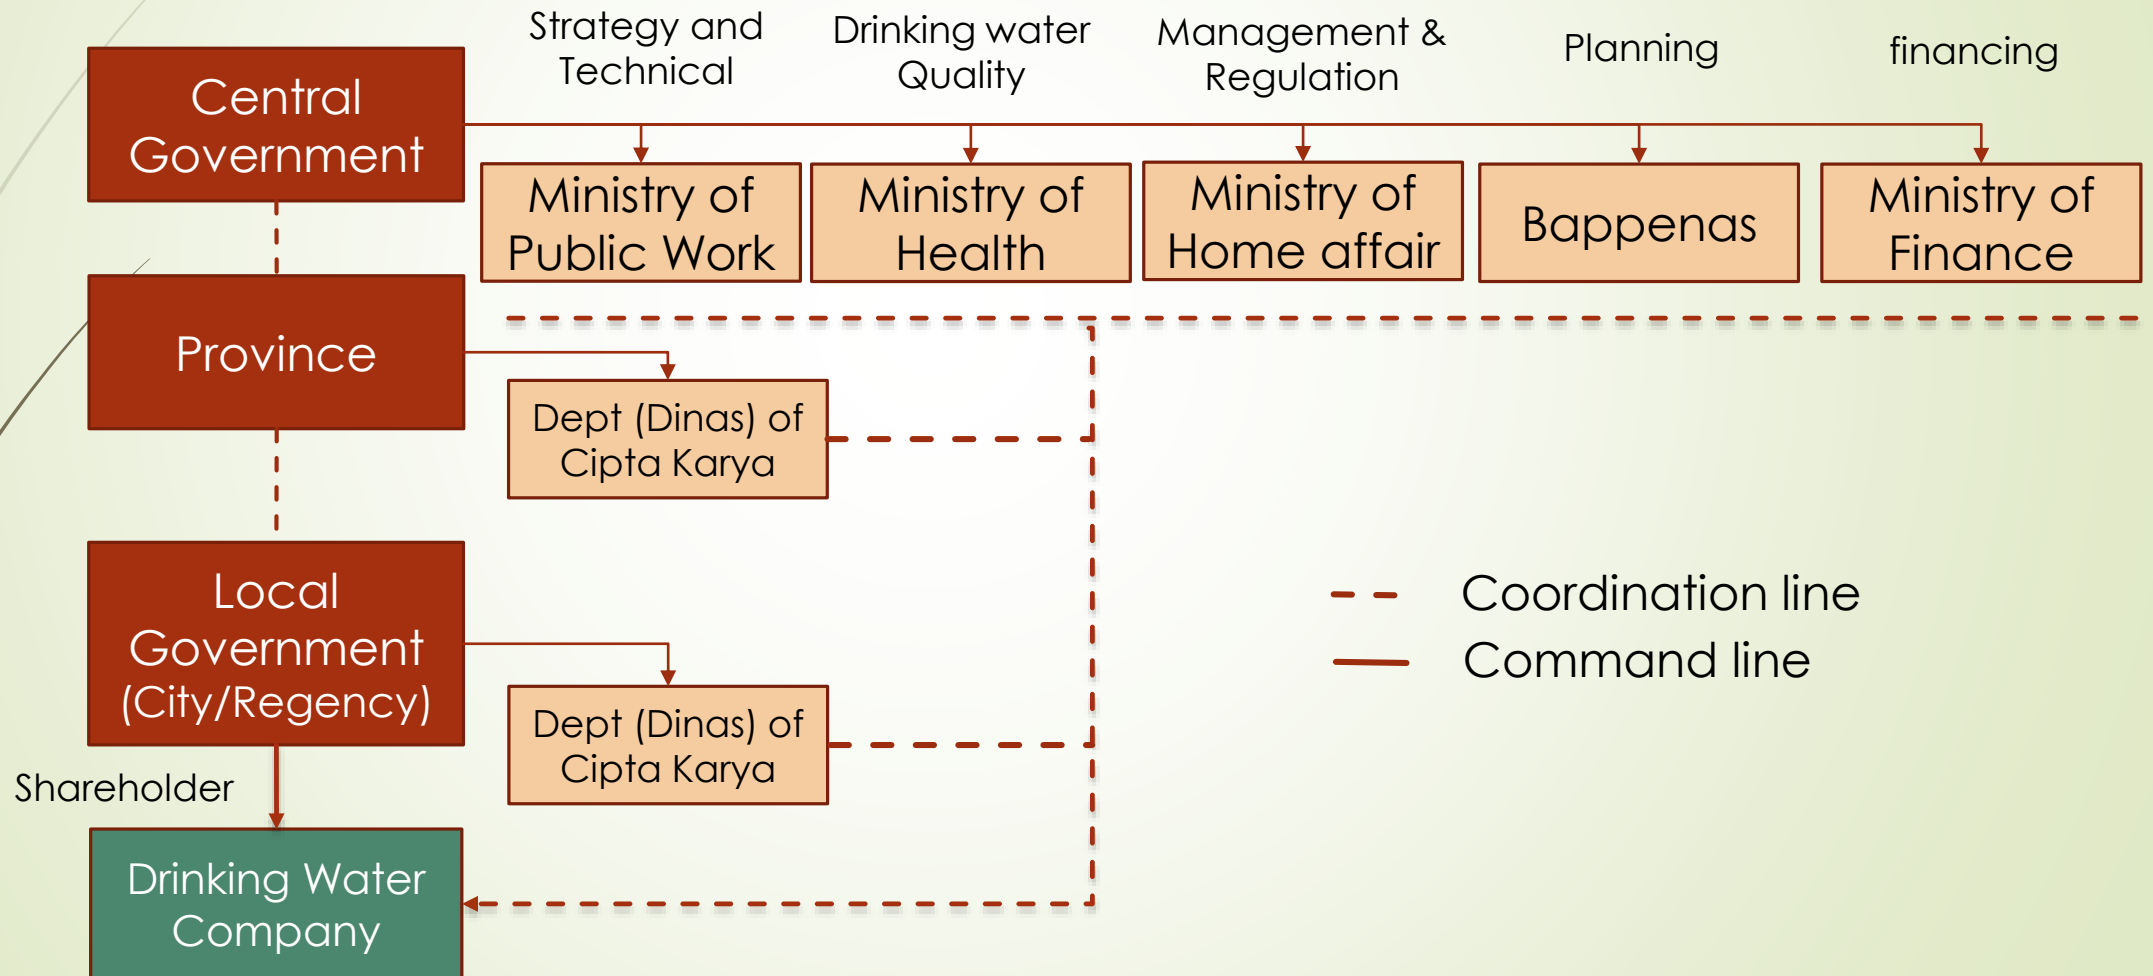 Strategy and
Technical
Drinking water
Quality
Management &
Regulation
Planning
financing
Central
Government
Ministry of
Public Work
Ministry of
Health
Ministry of
Home affair
Bappenas
Ministry of
Finance
Province
Dept (Dinas) of
Cipta Karya
Local
Government
(City/Regency)
Dept (Dinas) of
Cipta Karya
Coordination line
Command line
Shareholder
Drinking Water
Company